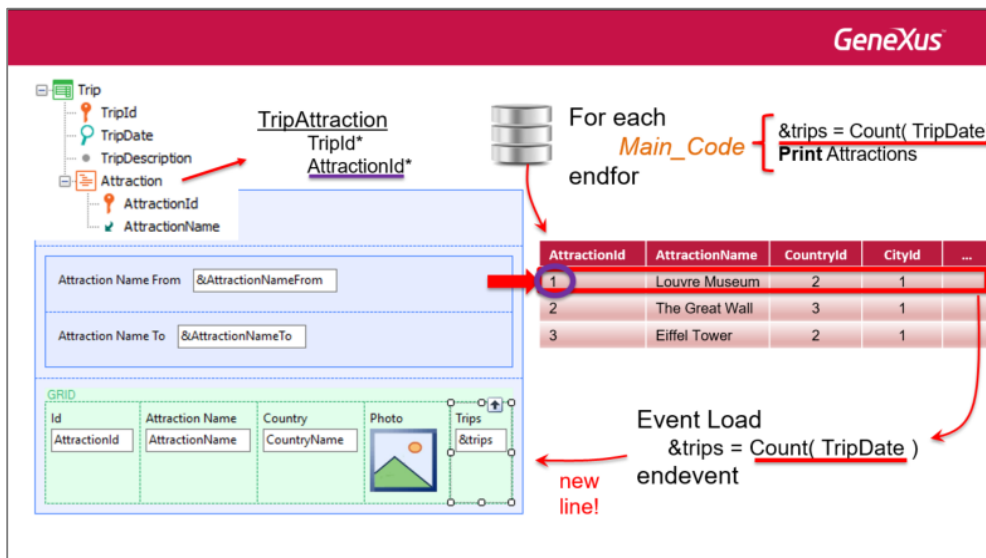 GeneXus
Trip
TripId
TripDate
TripDescription
Attraction
AttractionId
AttractionName
TripAttraction
TripId*
AttractionId*
For each
Main_Code
endfor
&trips = Count( TripDate
Print Attractions
AttractionId AttractionName CountryId CityId ...
1 Louvre Museum 2 1
2 The Great Wall 3 1
3 Eiffel Tower 2 1
Attraction Name From &AttractionNameFrom
Attraction Name To &AttractionNameTo
GRID
Id Attraction Name Country Photo Trips
AttractionId AttractionName CountryName &trips
Event Load
&trips = Count( TripDate )
endevent
new
line!